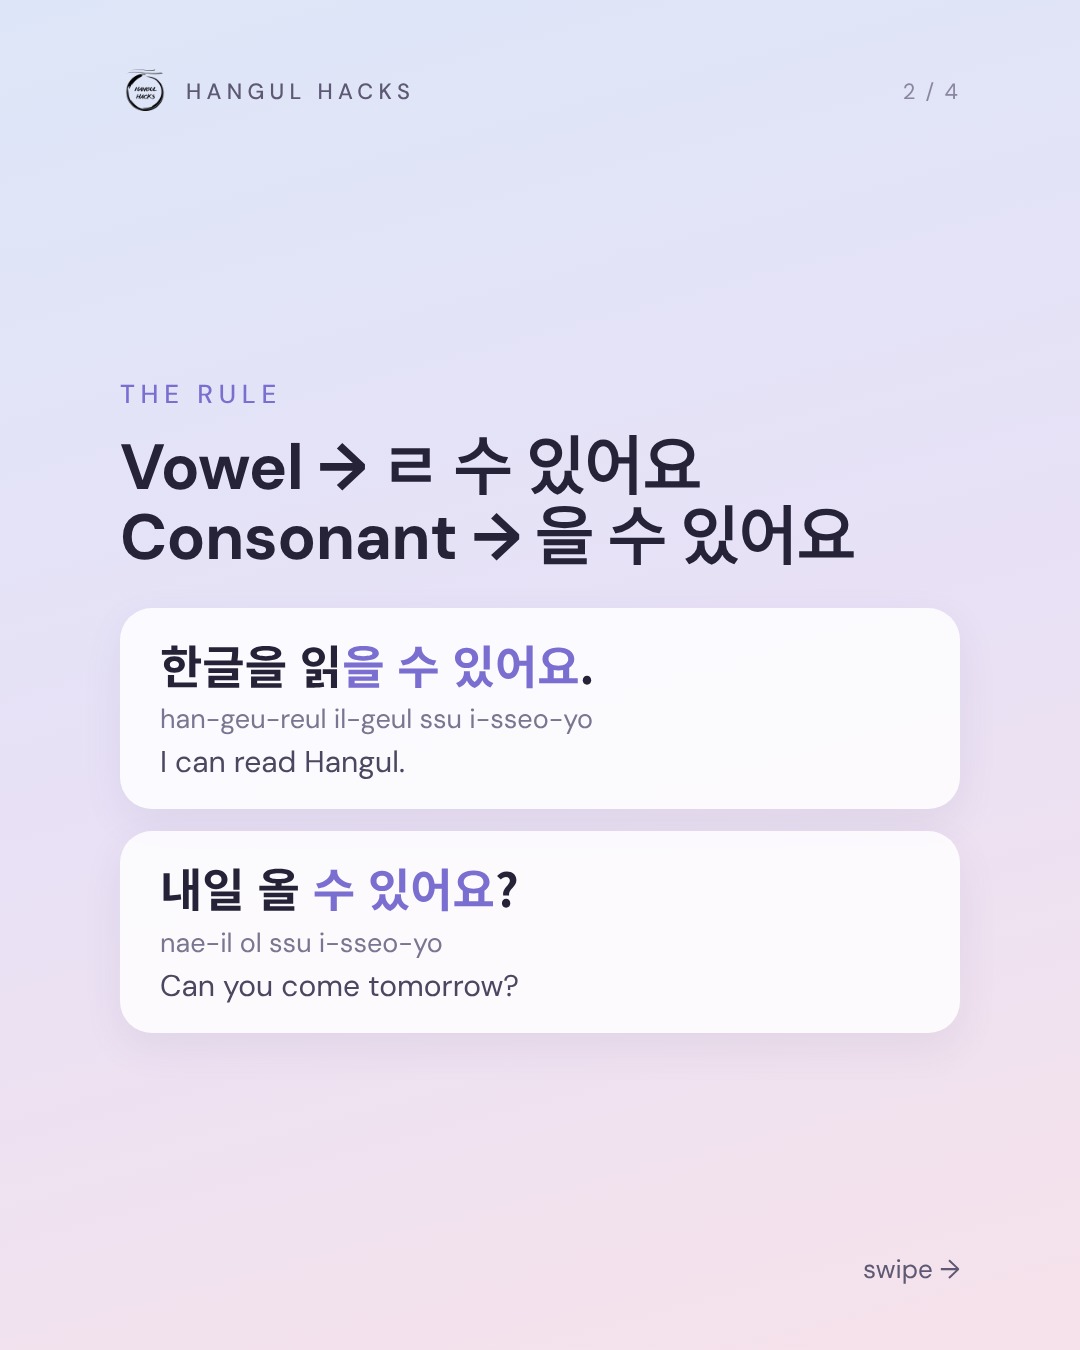 HANGUL HACKS
HANGUL HACKS
2 / 4
THE RULE
Vowel → ㄹ 수 있어요
Consonant → 을 수 있어요
한글을 읽을 수 있어요.
han-geu-reul il-geul ssu i-sseo-yo
I can read Hangul.
내일 올 수 있어요?
nae-il ol ssu i-sseo-yo
Can you come tomorrow?
swipe →